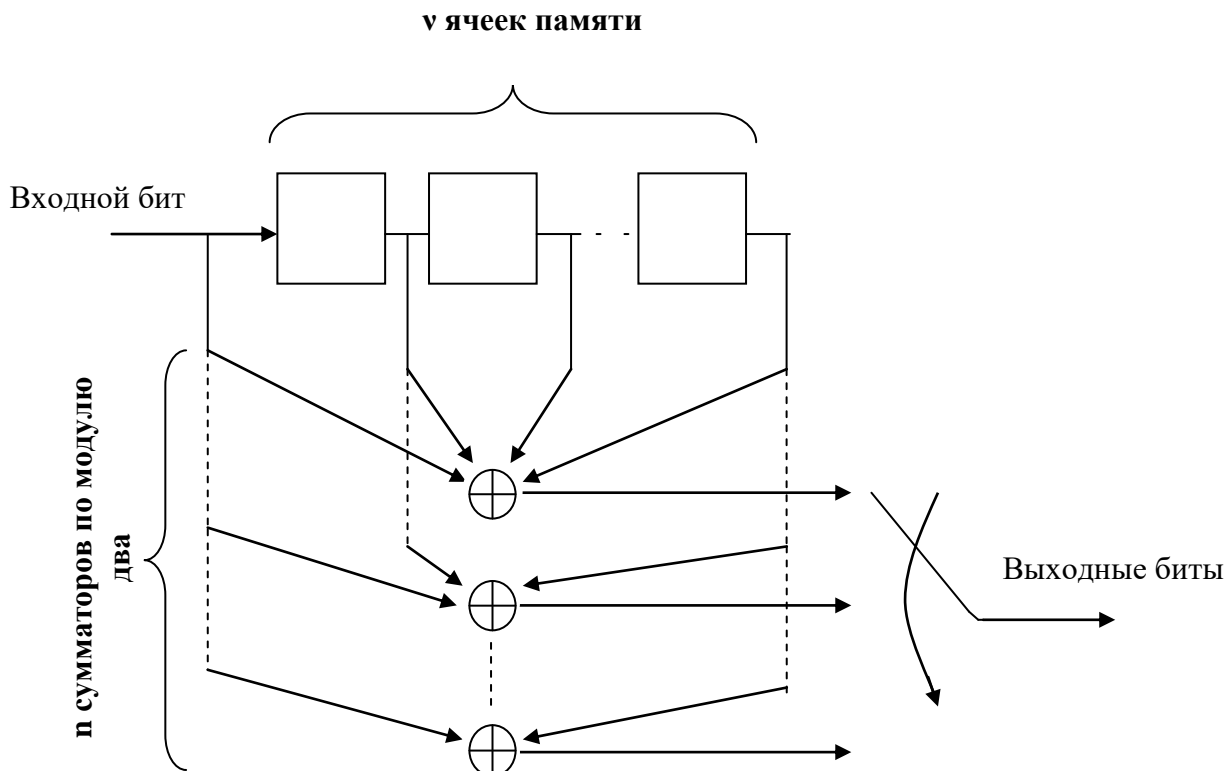 ν ячеек памяти
Входной бит
n сумматоров по модулю
два
Выходные биты